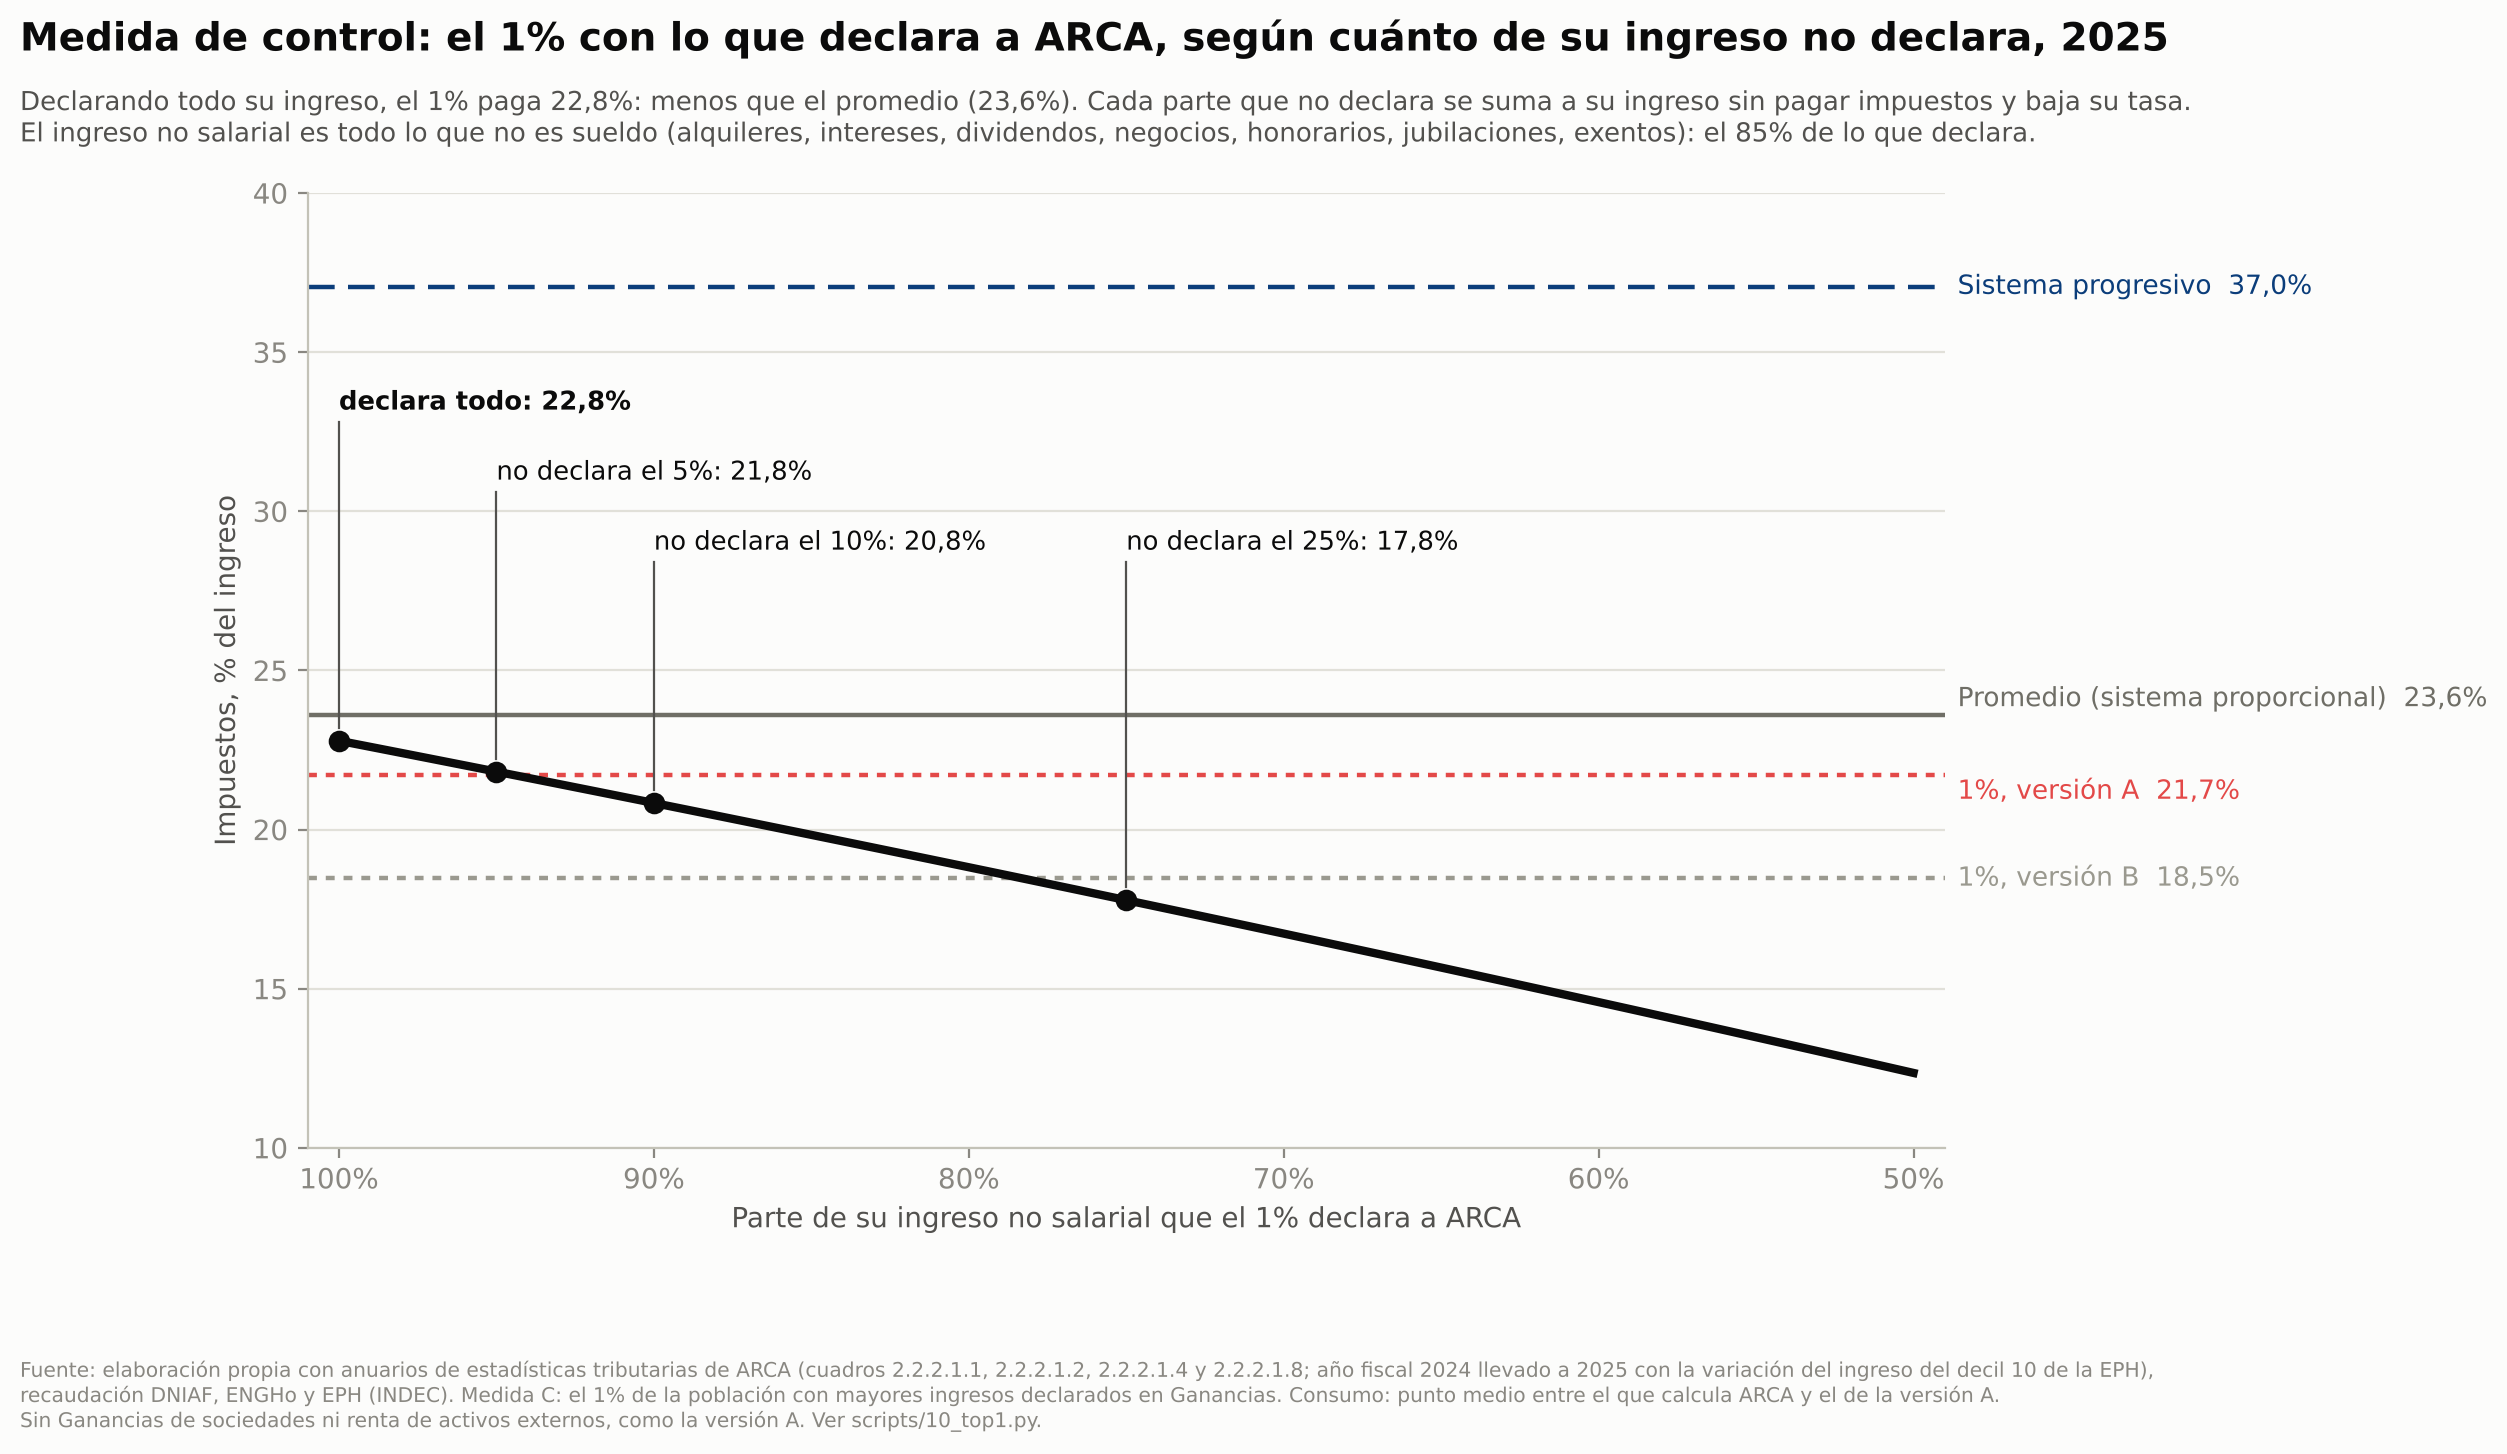 Medida de control: el 1% con lo que declara a ARCA, según cuánto de su ingreso no declara, 2025
Declarando todo su ingreso, el 1% paga 22,8%: menos que el promedio (23,6%). Cada parte que no declara se suma a su ingreso sin pagar impuestos y baja su tasa.
El ingreso no salarial es todo lo que no es sueldo (alquileres, intereses, dividendos, negocios, honorarios, jubilaciones, exentos): el 85% de lo que declara.
Impuestos, % del ingreso
40
35
30
25
20
15
10
Sistema progresivo 37,0%
declara todo: 22,8%
no declara el 5%: 21,8%
no declara el 10%: 20,8%
no declara el 25%: 17,8%
Promedio (sistema proporcional) 23,6%
1%, versión A 21,7%
1%, versión B 18,5%
100%
90%
80%
70%
60%
50%
Parte de su ingreso no salarial que el 1% declara a ARCA
Fuente: elaboración propia con anuarios de estadísticas tributarias de ARCA (cuadros 2.2.2.1.1, 2.2.2.1.2, 2.2.2.1.4 y 2.2.2.1.8; año fiscal 2024 llevado a 2025 con la variación del ingreso del decil 10 de la EPH),
recaudación DNIAF, ENGHo y EPH (INDEC). Medida C: el 1% de la población con mayores ingresos declarados en Ganancias. Consumo: punto medio entre el que calcula ARCA y el de la versión A.
Sin Ganancias de sociedades ni renta de activos externos, como la versión A. Ver scripts/10_top1.py.